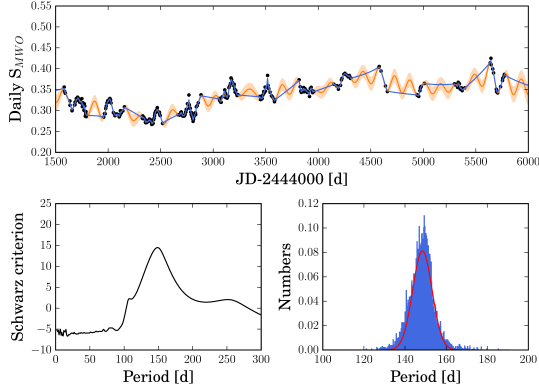 0.55
0.50
0.45
0.40
0.35
0.30
0.25
0.20
Daily S_MWO
1500 2000 2500 3000 3500 4000 4500 5000 5500 6000
JD-2444000 [d]
25
20
15
10
5
0
−5
−10
Schwarz criterion
0 50 100 150 200 250 300
Period [d]
0.12
0.10
0.08
0.06
0.04
0.02
0.00
Numbers
100 120 140 160 180 200
Period [d]